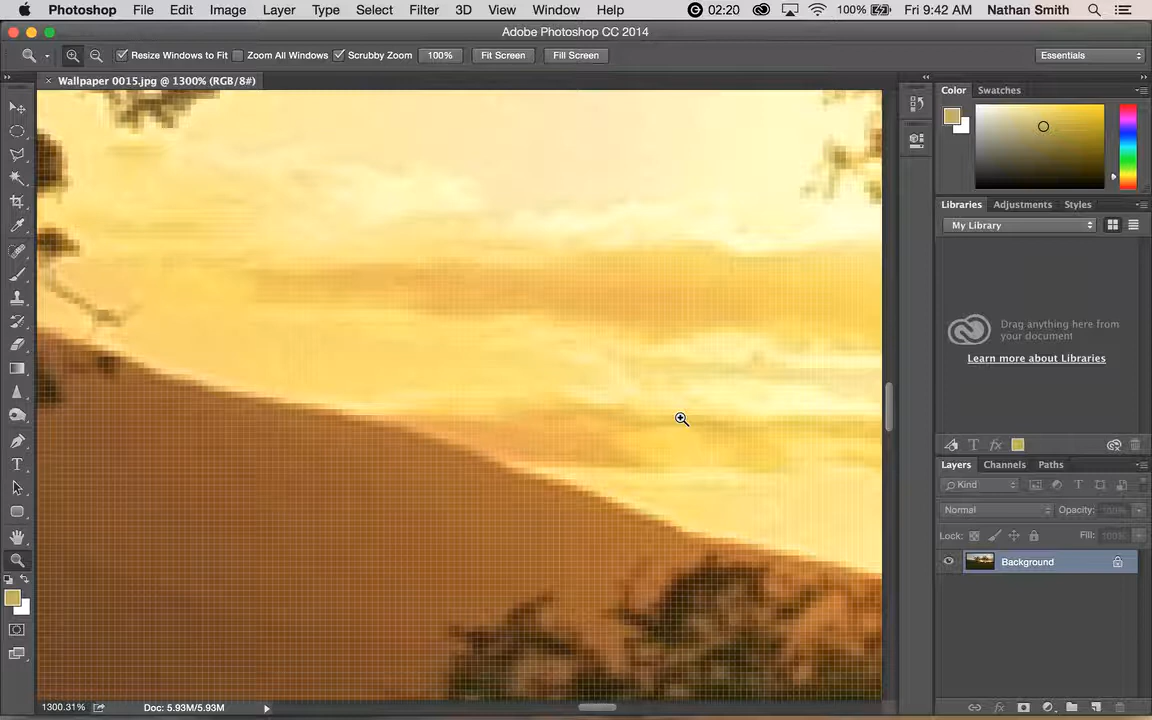 Photoshop File Edit Image Layer Type Select Filter 3D View Window Help 02:20 100% Fri 9:42 AM Nathan Smith
Adobe Photoshop CC 2014
Resize Windows to Fit Zoom All Windows Scrubby Zoom 100% Fit Screen Fill Screen Essentials
Wallpaper 0015.jpg @ 1300% (RGB/8#)
Color Swatches
Libraries Adjustments Styles
My Library
Drag anything here from
your document
Learn more about Libraries
Layers Channels Paths
Kind
Normal Opacity: 100%
Lock: Fill: 100%
Background
1300.31% Doc: 5.93M/5.93M